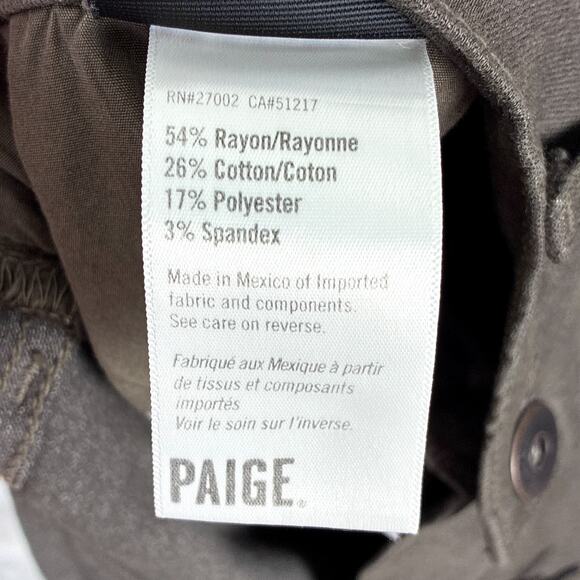 RN#27002 CA#51217
54% Rayon/Rayonne
26% Cotton/Coton
17% Polyester
3% Spandex
Made in Mexico of Imported
fabric and components.
See care on reverse.
Fabriqué aux Mexique à partir
de tissus et composants
importés
Voir le soin sur l'inverse.
PAIGE®